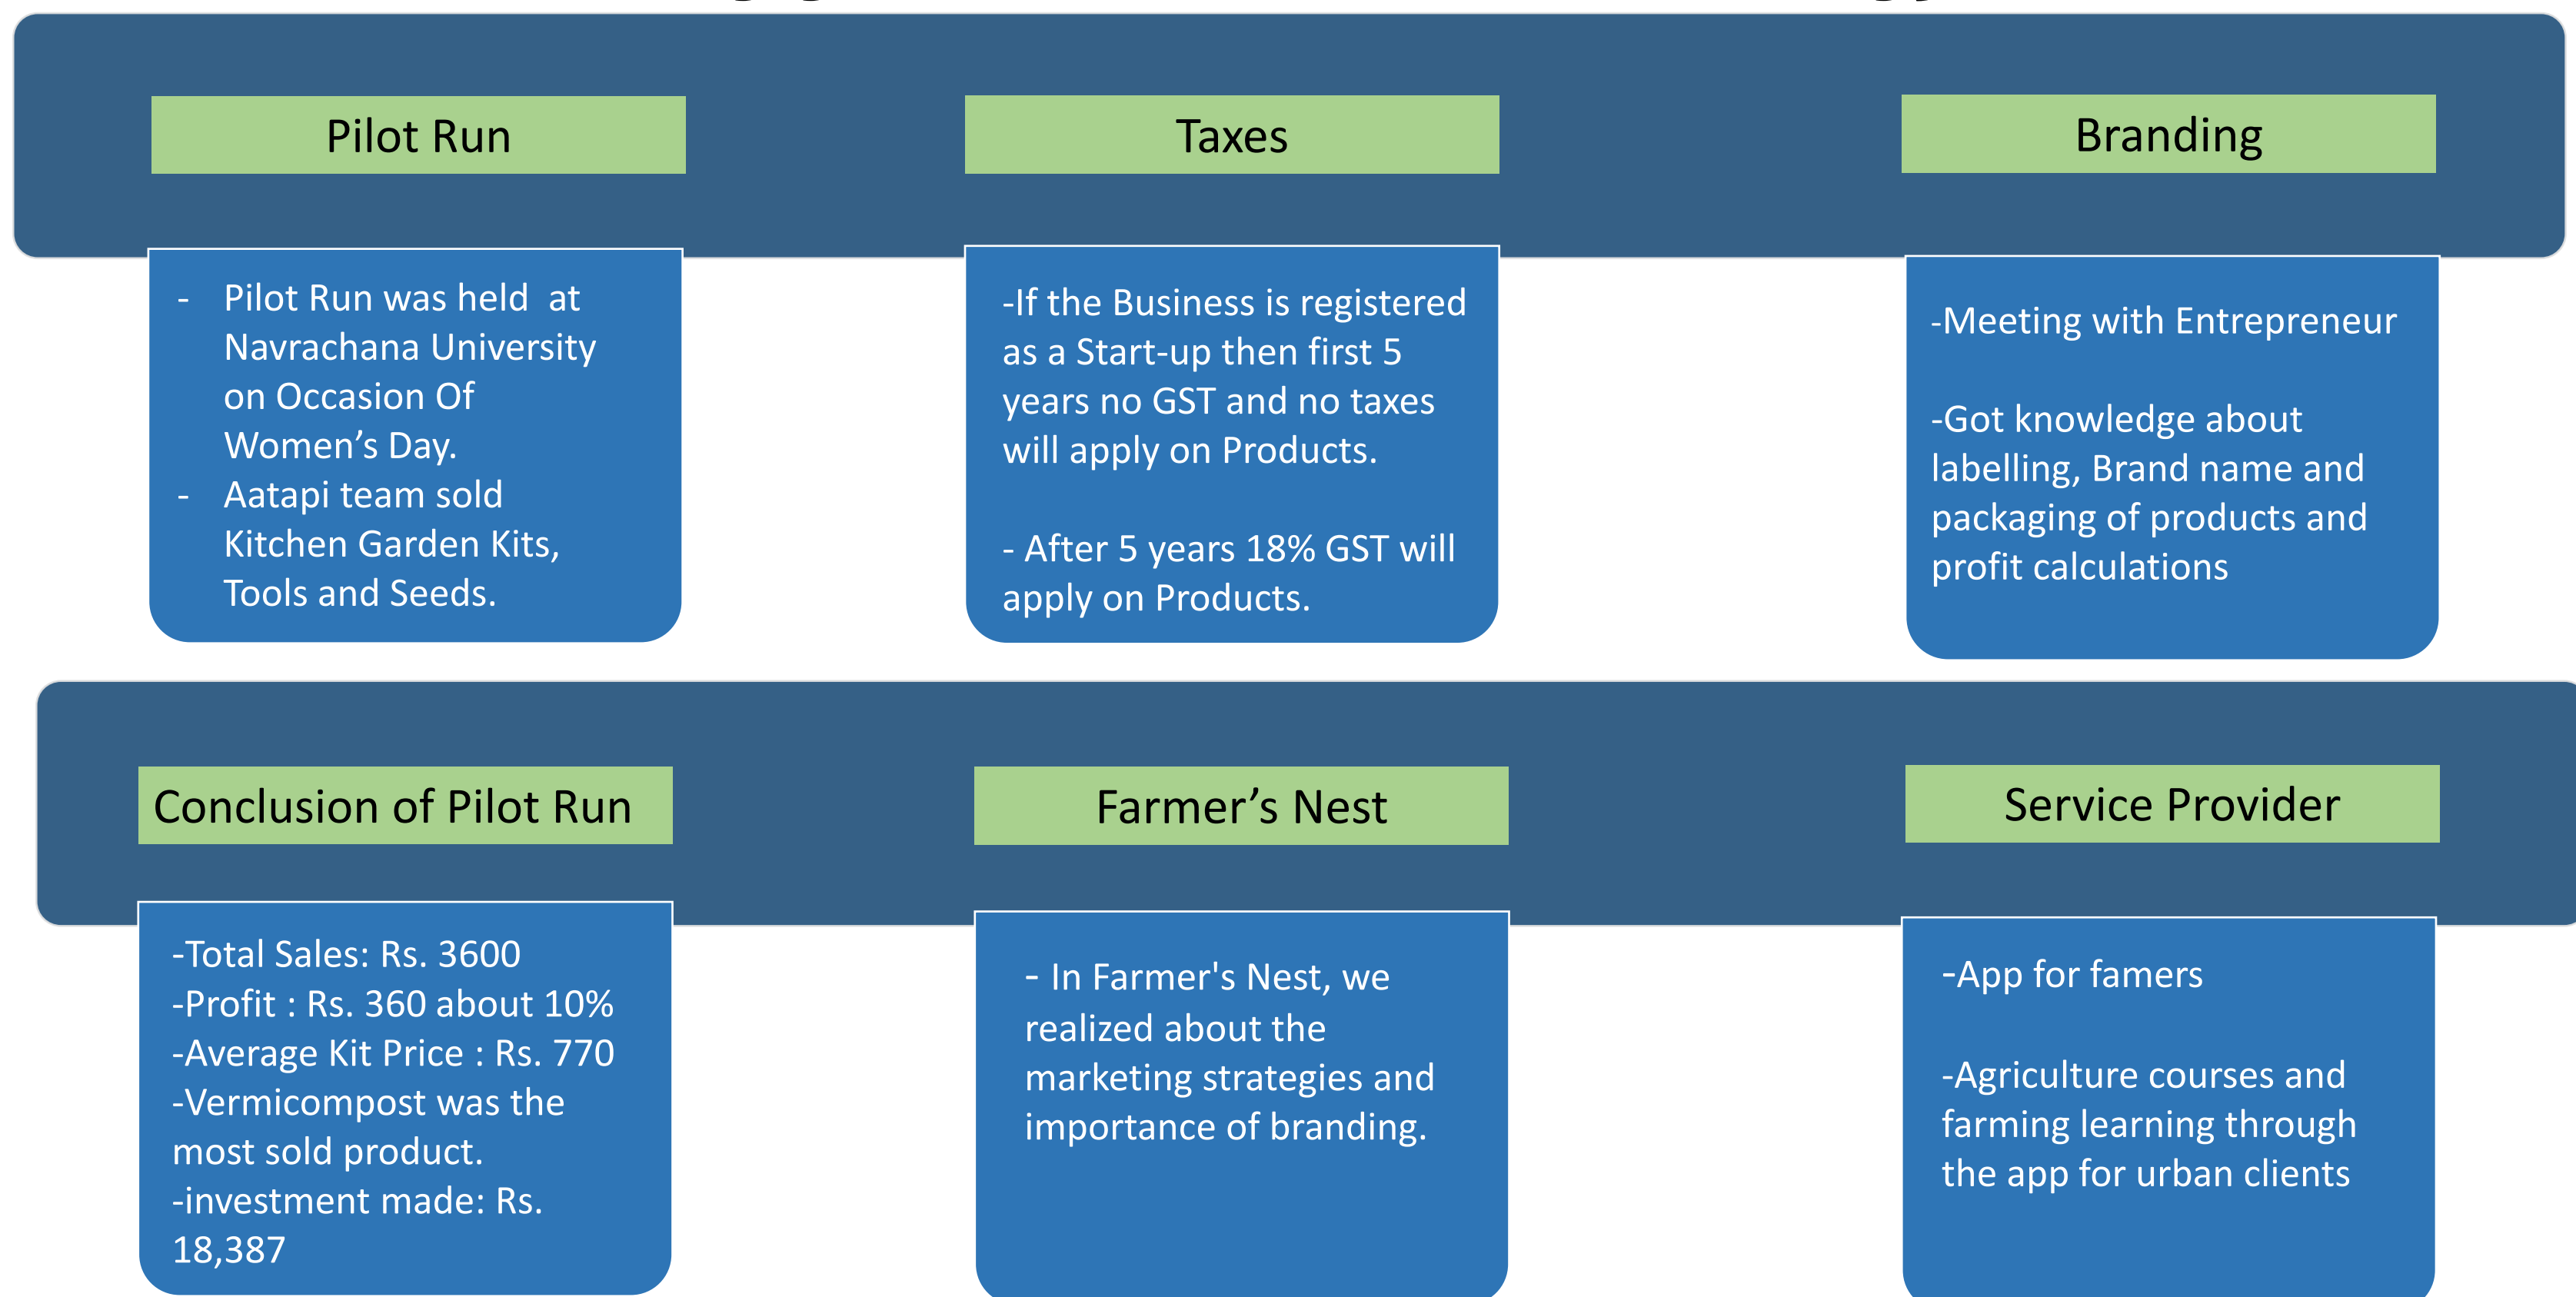 Pilot Run
Taxes
Branding
- Pilot Run was held  at
Navrachana University
on Occasion Of
Women’s Day.
- Aatapi team sold
Kitchen Garden Kits,
Tools and Seeds.
-If the Business is registered
as a Start-up then first 5
years no GST and no taxes
will apply on Products.
- After 5 years 18% GST will
apply on Products.
-Meeting with Entrepreneur
-Got knowledge about
labelling, Brand name and
packaging of products and
profit calculations
Conclusion of Pilot Run
Farmer’s Nest
Service Provider
-Total Sales: Rs. 3600
-Profit : Rs. 360 about 10%
-Average Kit Price : Rs. 770
-Vermicompost was the
most sold product.
-investment made: Rs.
18,387
- In Farmer's Nest, we
realized about the
marketing strategies and
importance of branding.
-App for famers
-Agriculture courses and
farming learning through
the app for urban clients